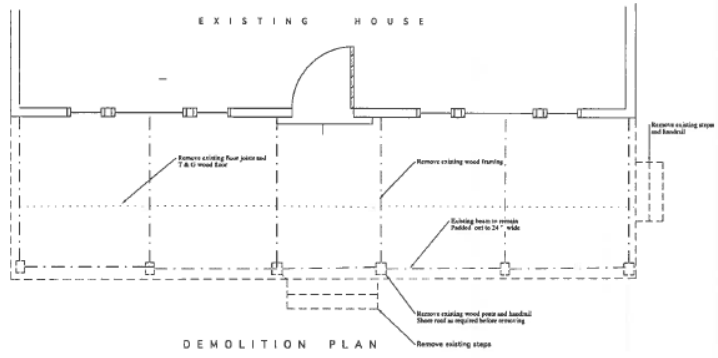 EXISTING HOUSE
Remove existing steps
and handrail
Remove existing floor joists and
T & G wood floor
Remove existing wood framing
Existing beam to remain
Padded out to 24" wide
Remove existing wood posts and handrail
Shore roof as required before removing
Remove existing steps
DEMOLITION PLAN